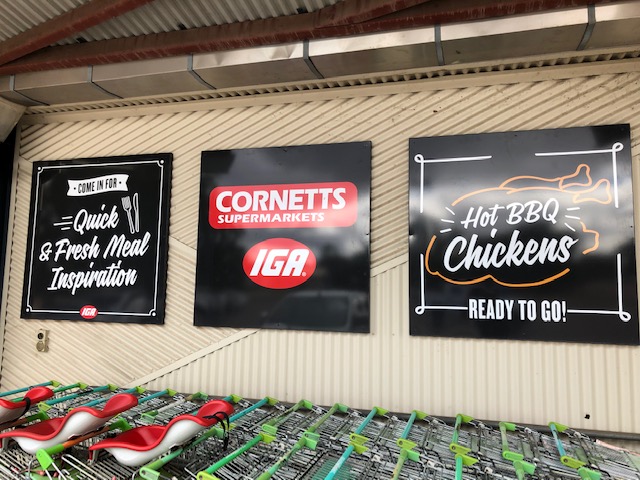 COME IN FOR
Quick
& Fresh Meal
Inspiration
IGA
CORNETTS
SUPERMARKETS
IGA
Hot BBQ
Chickens
READY TO GO!